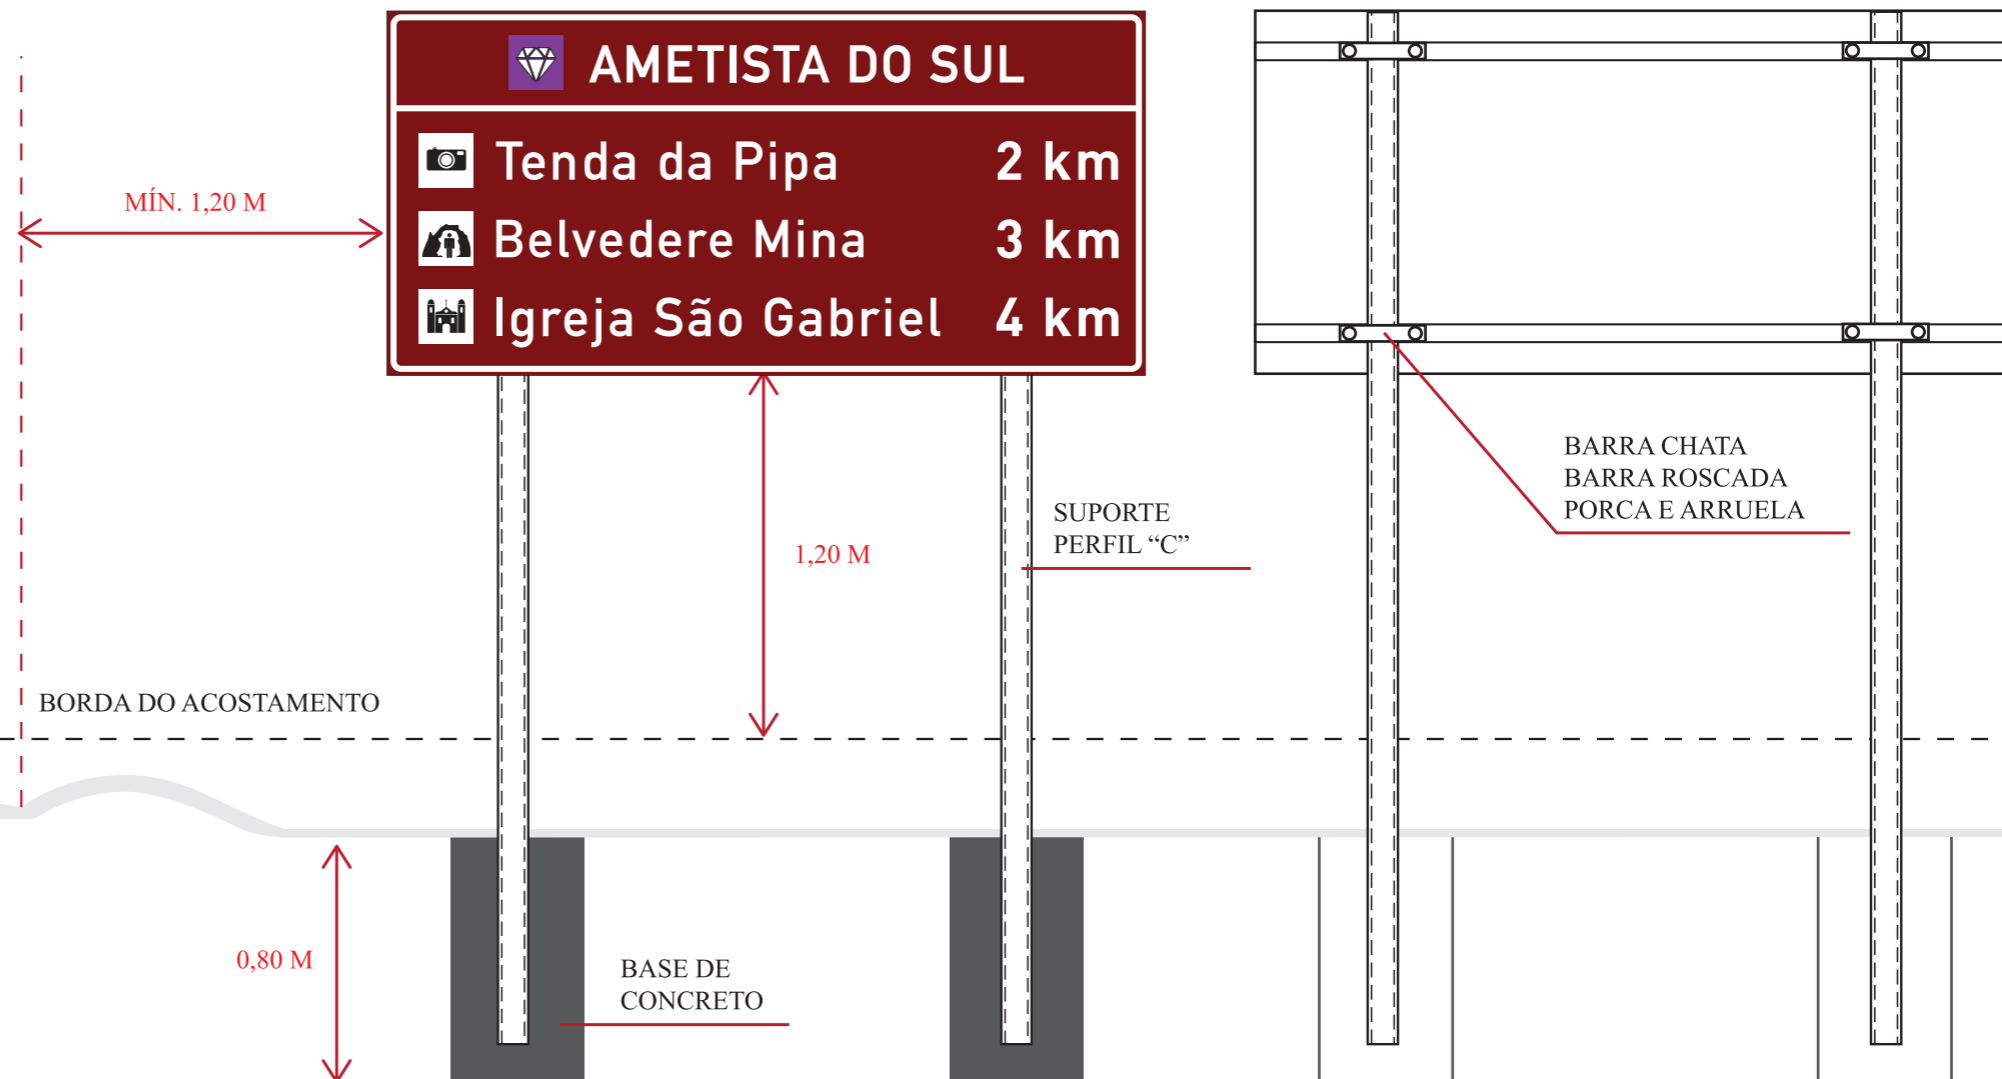 AMETISTA DO SUL
Tenda da Pipa 2 km
Belvedere Mina 3 km
Igreja São Gabriel 4 km
MÍN. 1,20 M
BARRA CHATA
BARRA ROSCADA
PORCA E ARRUELA
SUPORTE
PERFIL “C”
1,20 M
BORDA DO ACOSTAMENTO
0,80 M
BASE DE
CONCRETO